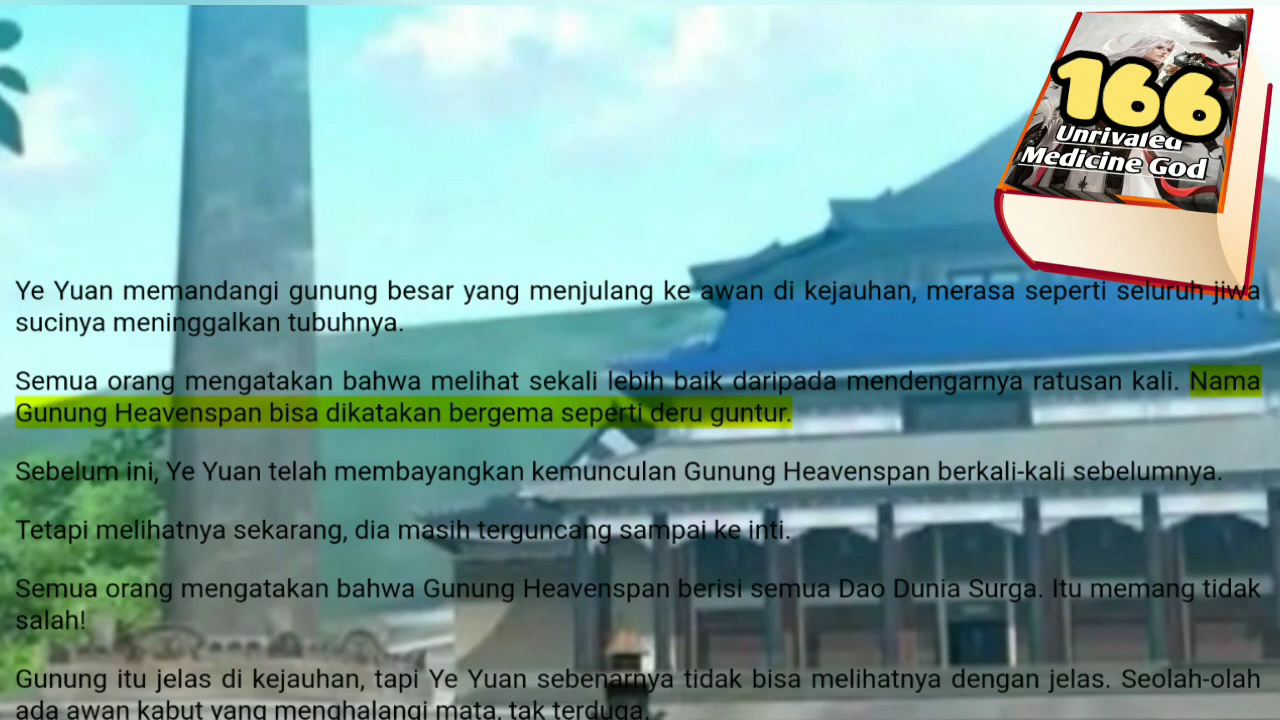 166
Unrivaled
Medicine God
Ye Yuan memandangi gunung besar yang menjulang ke awan di kejauhan, merasa seperti seluruh jiwa
sucinya meninggalkan tubuhnya.
Semua orang mengatakan bahwa melihat sekali lebih baik daripada mendengarnya ratusan kali. Nama
Gunung Heavenspan bisa dikatakan bergema seperti deru guntur.
Sebelum ini, Ye Yuan telah membayangkan kemunculan Gunung Heavenspan berkali-kali sebelumnya.
Tetapi melihatnya sekarang, dia masih terguncang sampai ke inti.
Semua orang mengatakan bahwa Gunung Heavenspan berisi semua Dao Dunia Surga. Itu memang tidak
salah!
Gunung itu jelas di kejauhan, tapi Ye Yuan sebenarnya tidak bisa melihatnya dengan jelas. Seolah-olah
ada awan kabut yang menghalangi mata, tak terduga.